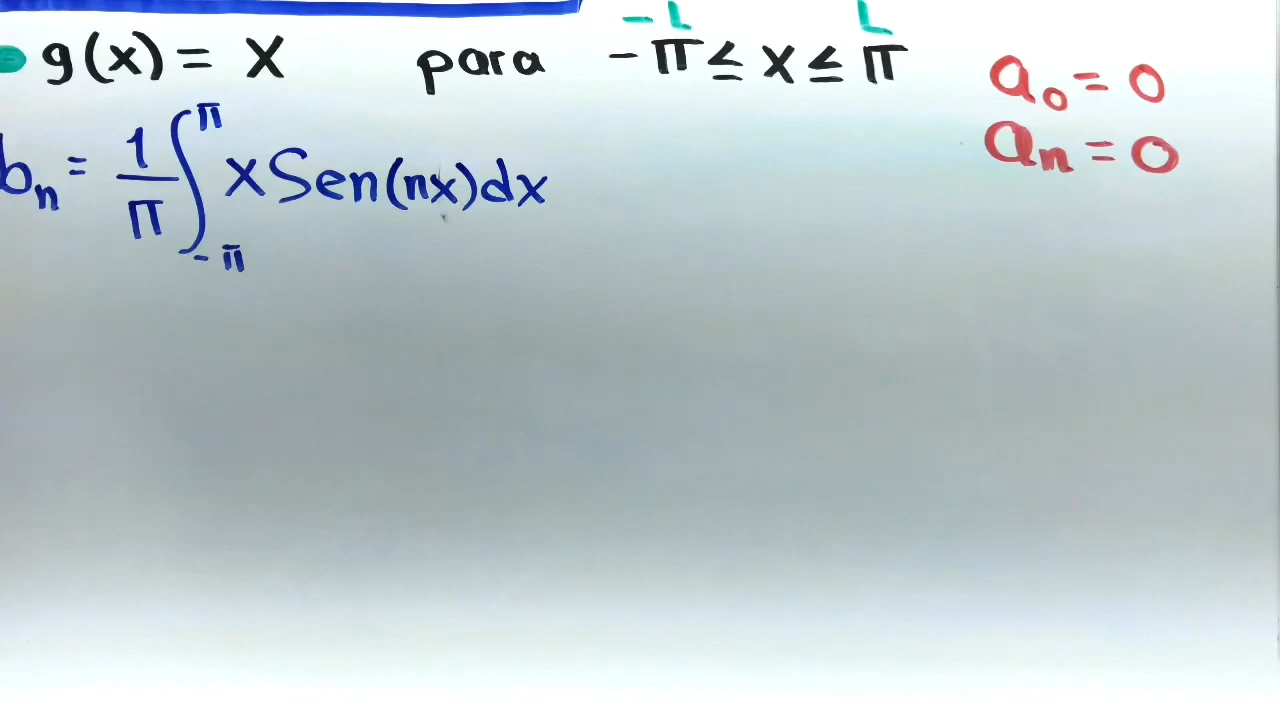 -L L
g(x) = x para -π ≤ x ≤ π
a₀ = 0
aₙ = 0
bₙ = 1/π ∫_{-π}^{π} x Sen(nx)dx